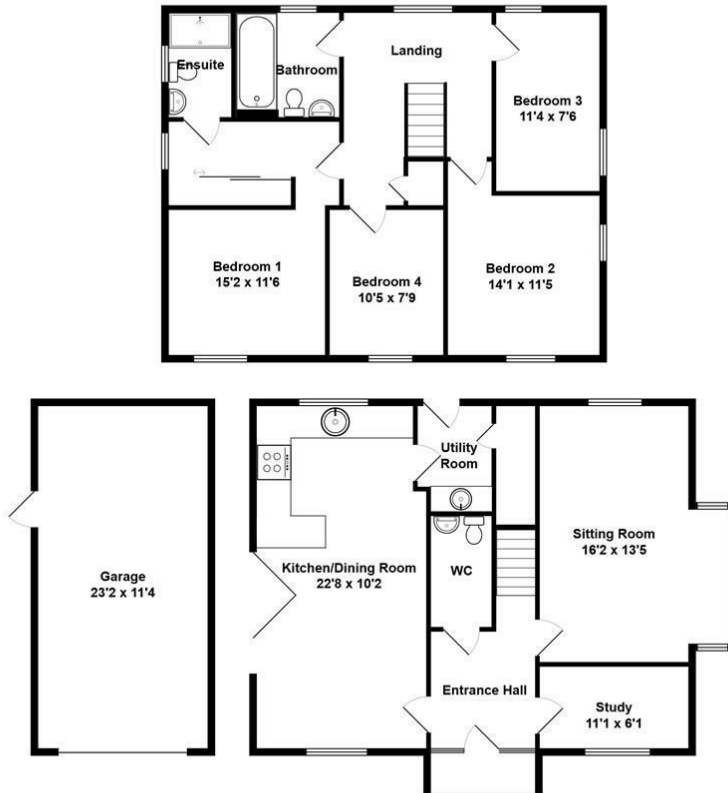 Landing
Ensuite
Bathroom
Bedroom 3
11'4 x 7'6
Bedroom 1
15'2 x 11'6
Bedroom 4
10'5 x 7'9
Bedroom 2
14'1 x 11'5
Utility
Room
Sitting Room
16'2 x 13'5
Kitchen/Dining Room
22'8 x 10'2
WC
Garage
23'2 x 11'4
Entrance Hall
Study
11'1 x 6'1